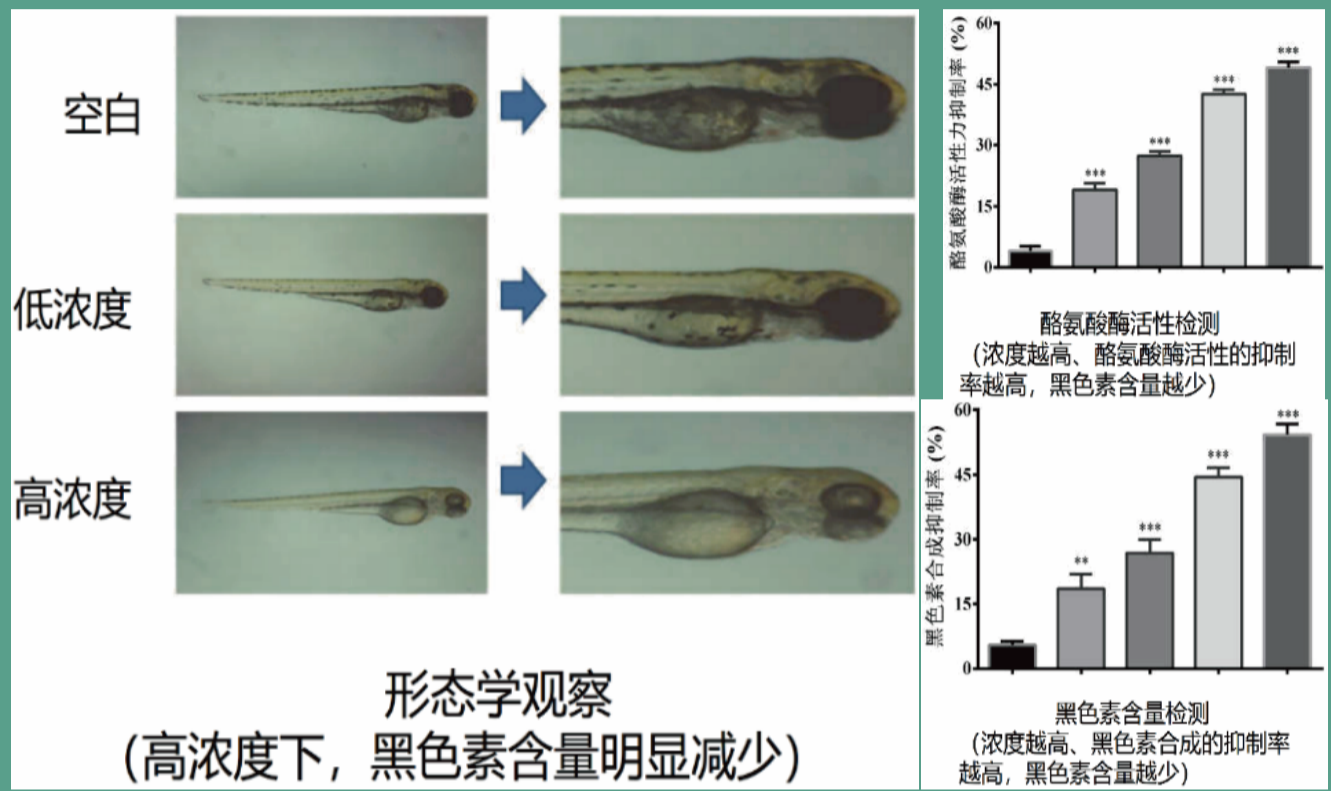 空白
低浓度
高浓度
形态学观察
（高浓度下，黑色素含量明显减少）
酪氨酸酶活性力抑制率 (%)
60
45
30
15
0
***
***
***
***
酪氨酸酶活性检测
（浓度越高、酪氨酸酶活性的抑制
率越高，黑色素含量越少）
黑色素合成抑制率 (%)
60
45
30
15
0
**
***
***
***
黑色素含量检测
（浓度越高、黑色素合成的抑制率
越高，黑色素含量越少）